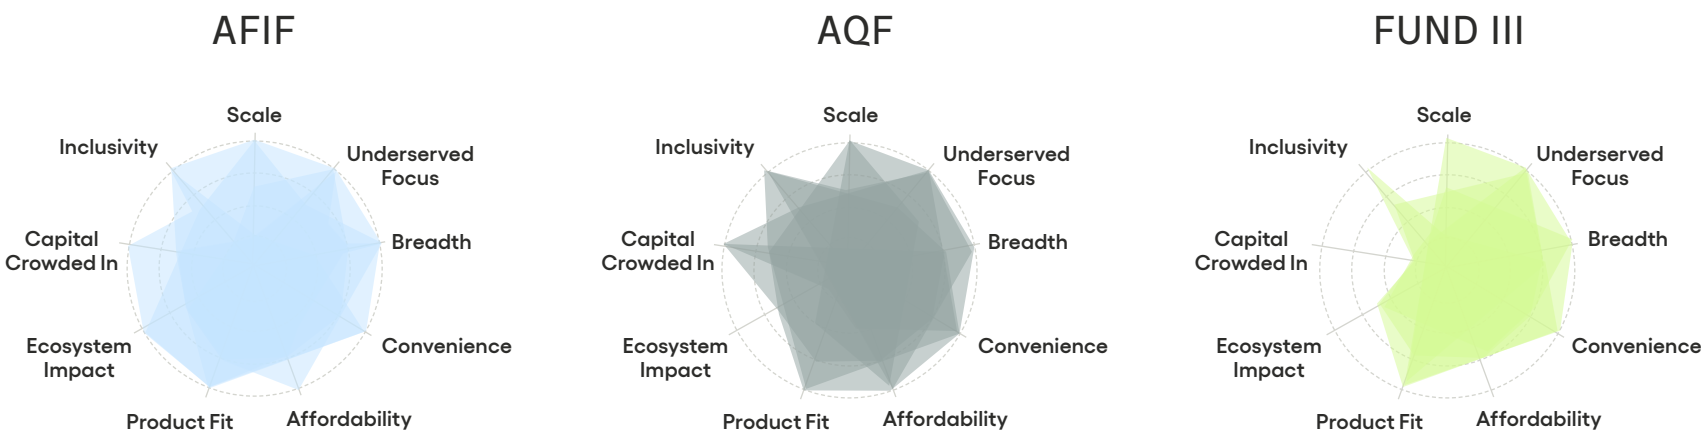 AFIF
Scale
Inclusivity
Underserved
Focus
Capital
Crowded In
Breadth
Ecosystem
Impact
Convenience
Product Fit
Affordability
AQF
Scale
Inclusivity
Underserved
Focus
Capital
Crowded In
Breadth
Ecosystem
Impact
Convenience
Product Fit
Affordability
FUND III
Scale
Inclusivity
Underserved
Focus
Capital
Crowded In
Breadth
Ecosystem
Impact
Convenience
Product Fit
Affordability